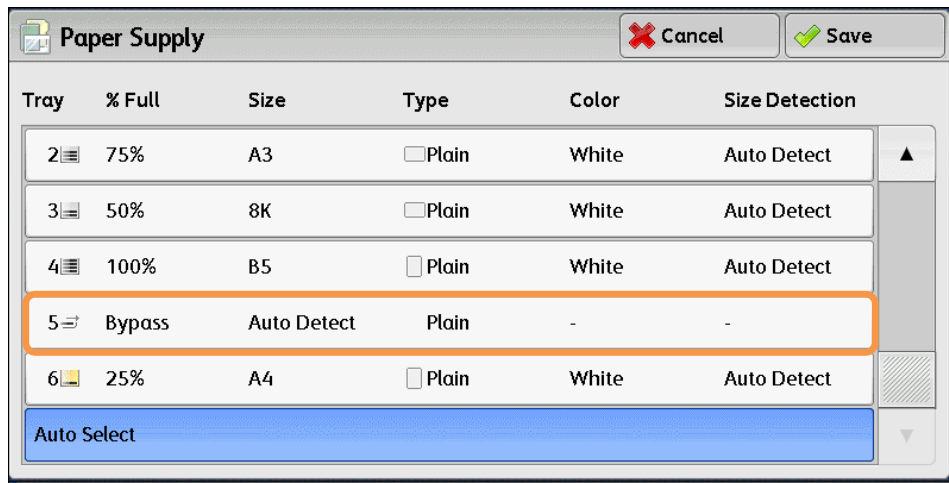 Paper Supply Cancel Save
Tray % Full Size Type Color Size Detection
2 75% A3 Plain White Auto Detect
3 50% 8K Plain White Auto Detect
4 100% B5 Plain White Auto Detect
5 Bypass Auto Detect Plain - -
6 25% A4 Plain White Auto Detect
Auto Select